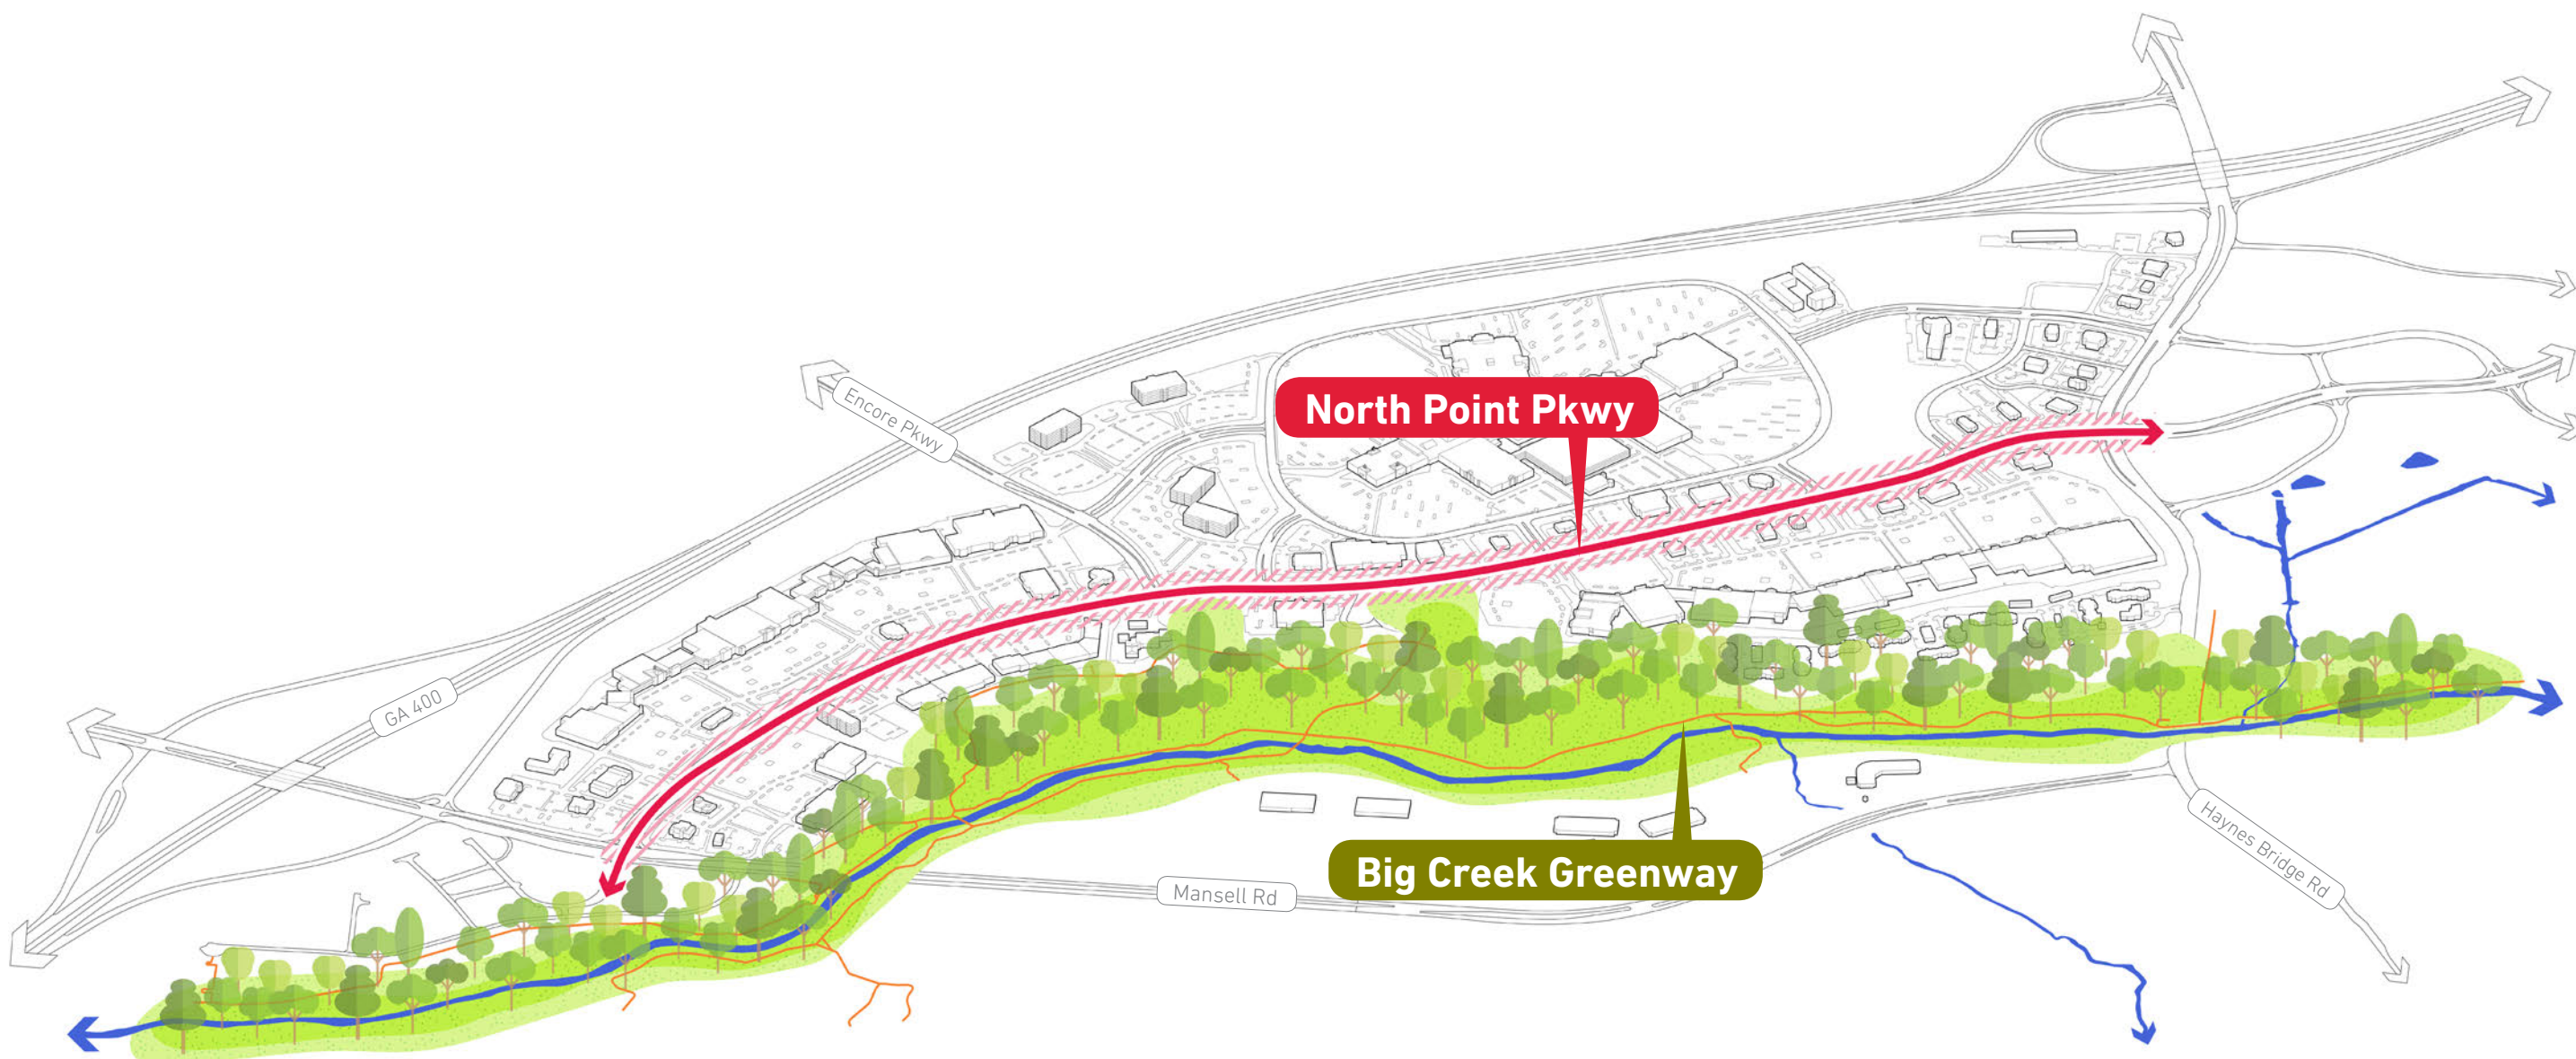 Encore Pkwy
North Point Pkwy
GA 400
Big Creek Greenway
Mansell Rd
Haynes Bridge Rd